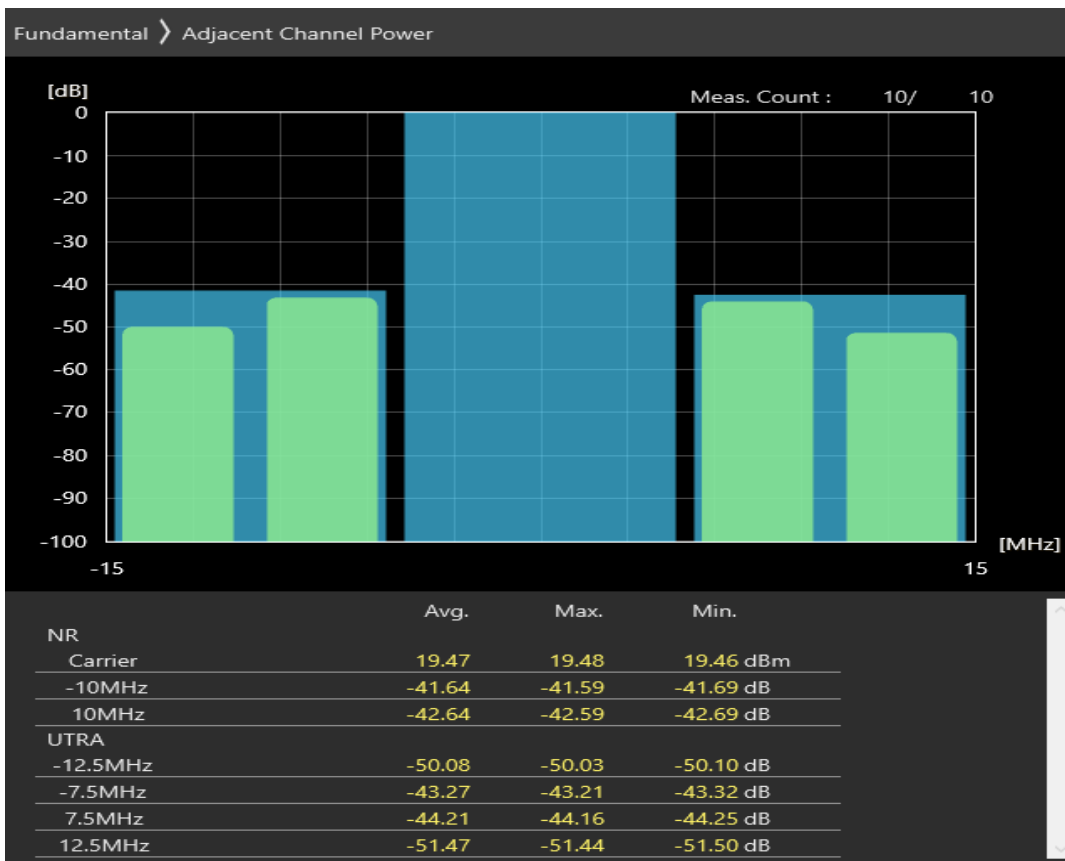 Fundamental 〉 Adjacent Channel Power
[dB]
Meas. Count : 10/ 10
0
-10
-20
-30
-40
-50
-60
-70
-80
-90
-100
[MHz]
-15 15
Avg. Max. Min.
NR
Carrier 19.47 19.48 19.46 dBm
-10MHz -41.64 -41.59 -41.69 dB
10MHz -42.64 -42.59 -42.69 dB
UTRA
-12.5MHz -50.08 -50.03 -50.10 dB
-7.5MHz -43.27 -43.21 -43.32 dB
7.5MHz -44.21 -44.16 -44.25 dB
12.5MHz -51.47 -51.44 -51.50 dB